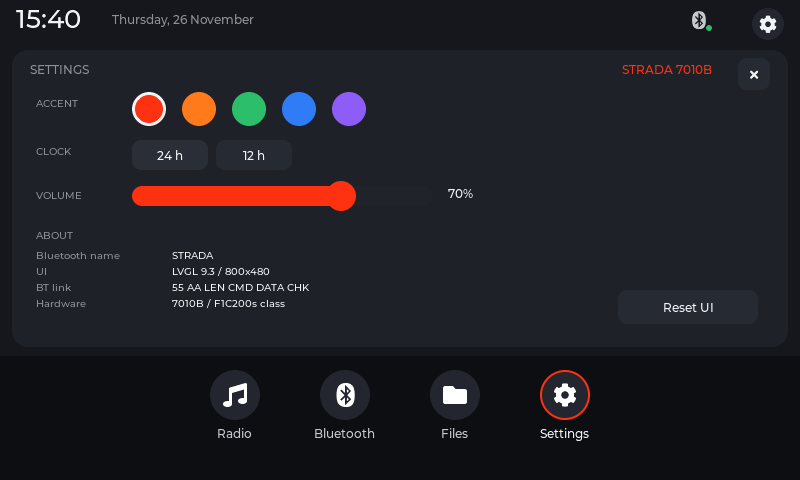 15:40
Thursday, 26 November
SETTINGS
STRADA 7010B
ACCENT
CLOCK
24 h
12 h
VOLUME
70%
ABOUT
Bluetooth name STRADA
UI LVGL 9.3 / 800x480
BT link 55 AA LEN CMD DATA CHK
Hardware 7010B / F1C200s class
Reset UI
Radio
Bluetooth
Files
Settings